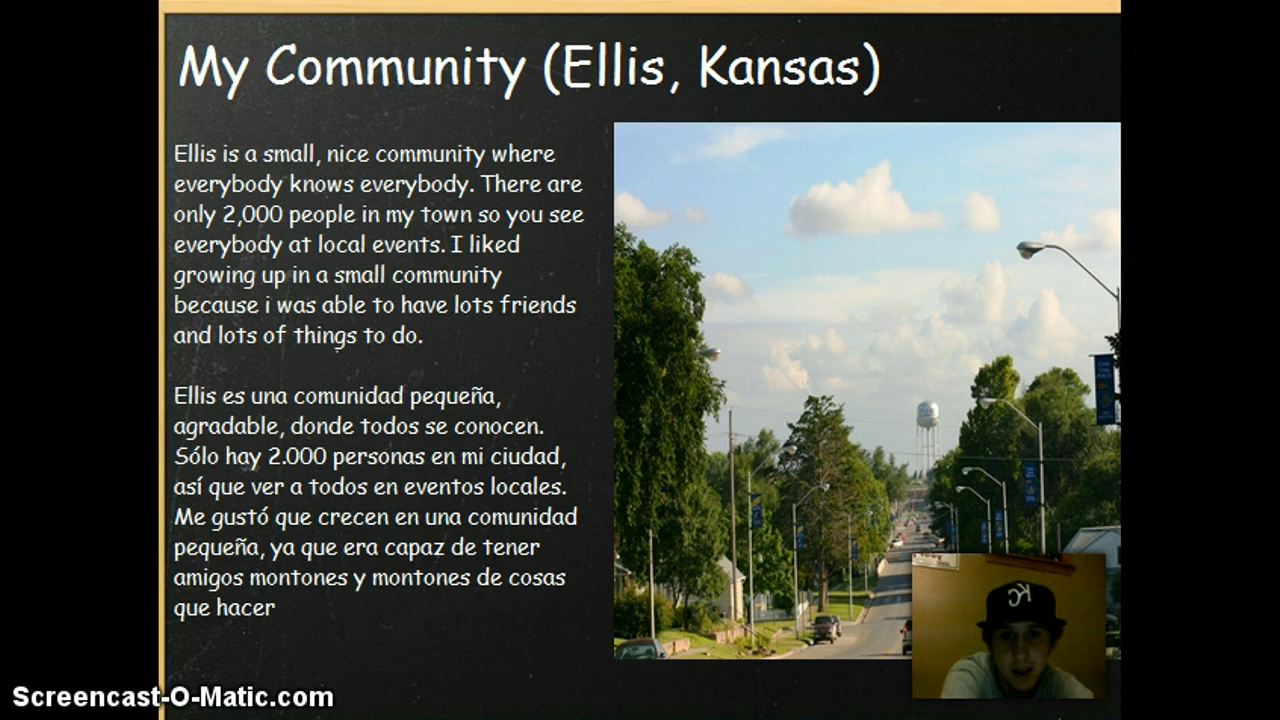 My Community (Ellis, Kansas)
Ellis is a small, nice community where
everybody knows everybody. There are
only 2,000 people in my town so you see
everybody at local events. I liked
growing up in a small community
because i was able to have lots friends
and lots of things to do.
Ellis es una comunidad pequeña,
agradable, donde todos se conocen.
Sólo hay 2.000 personas en mi ciudad,
así que ver a todos en eventos locales.
Me gustó que crecen en una comunidad
pequeña, ya que era capaz de tener
amigos montones y montones de cosas
que hacer
KC
Screencast-O-Matic.com